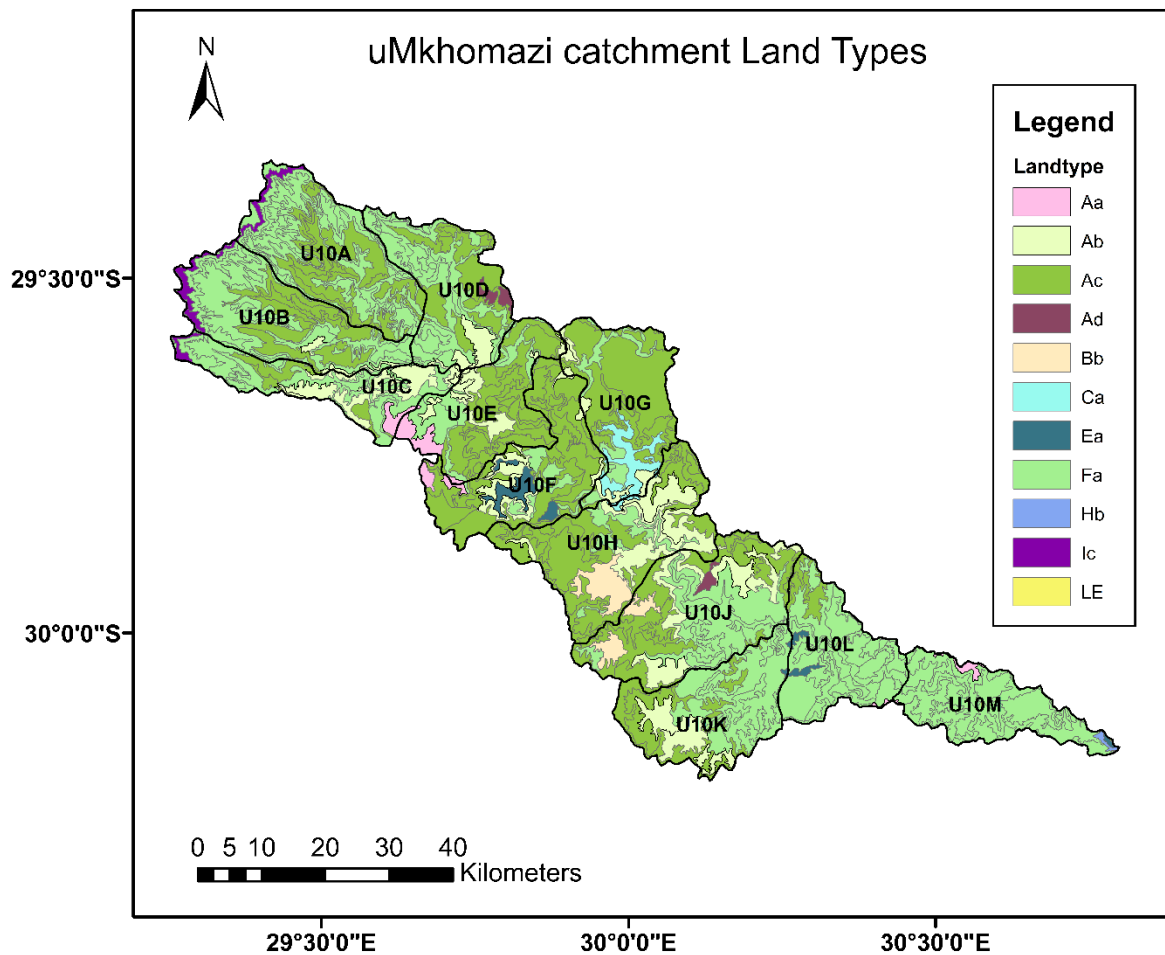 uMkhomazi catchment Land Types
N
Legend
Landtype
Aa
Ab
Ac
Ad
Bb
Ca
Ea
Fa
Hb
Ic
LE
U10A
U10D
U10B
U10C
U10E
U10G
U10F
U10H
U10J
U10L
U10M
U10K
29°30'0"S
30°0'0"S
0 5 10 20 30 40
Kilometers
29°30'0"E 30°0'0"E 30°30'0"E